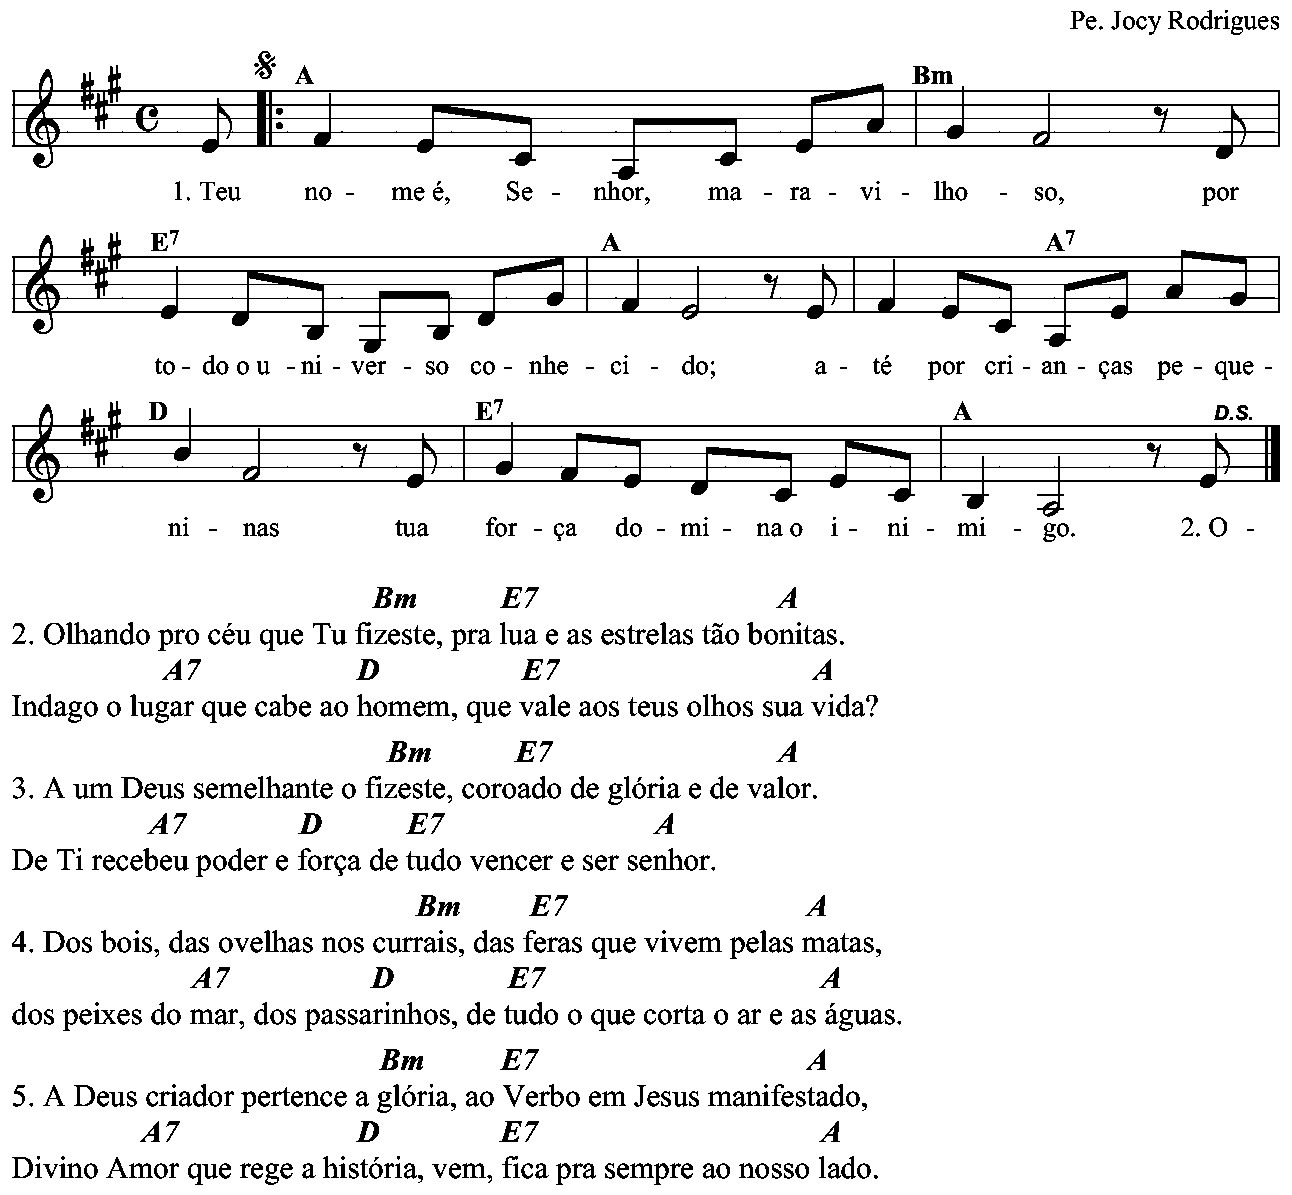 Pe. Jocy Rodrigues
A Bm
1. Teu no - me é, Se - nhor, ma - ra - vi - lho - so, por
E7 A A7
to - do o u - ni - ver - so co - nhe - ci - do; a - té por cri - an - ças pe - que -
D E7 A D.S.
ni - nas tua for - ça do - mi - na o i - ni - mi - go. 2. O -
Bm E7 A
2. Olhando pro céu que Tu fizeste, pra lua e as estrelas tão bonitas.
A7 D E7 A
Indago o lugar que cabe ao homem, que vale aos teus olhos sua vida?
Bm E7 A
3. A um Deus semelhante o fizeste, coroado de glória e de valor.
A7 D E7 A
De Ti recebeu poder e força de tudo vencer e ser senhor.
Bm E7 A
4. Dos bois, das ovelhas nos currais, das feras que vivem pelas matas,
A7 D E7 A
dos peixes do mar, dos passarinhos, de tudo o que corta o ar e as águas.
Bm E7 A
5. A Deus criador pertence a glória, ao Verbo em Jesus manifestado,
A7 D E7 A
Divino Amor que rege a história, vem, fica pra sempre ao nosso lado.